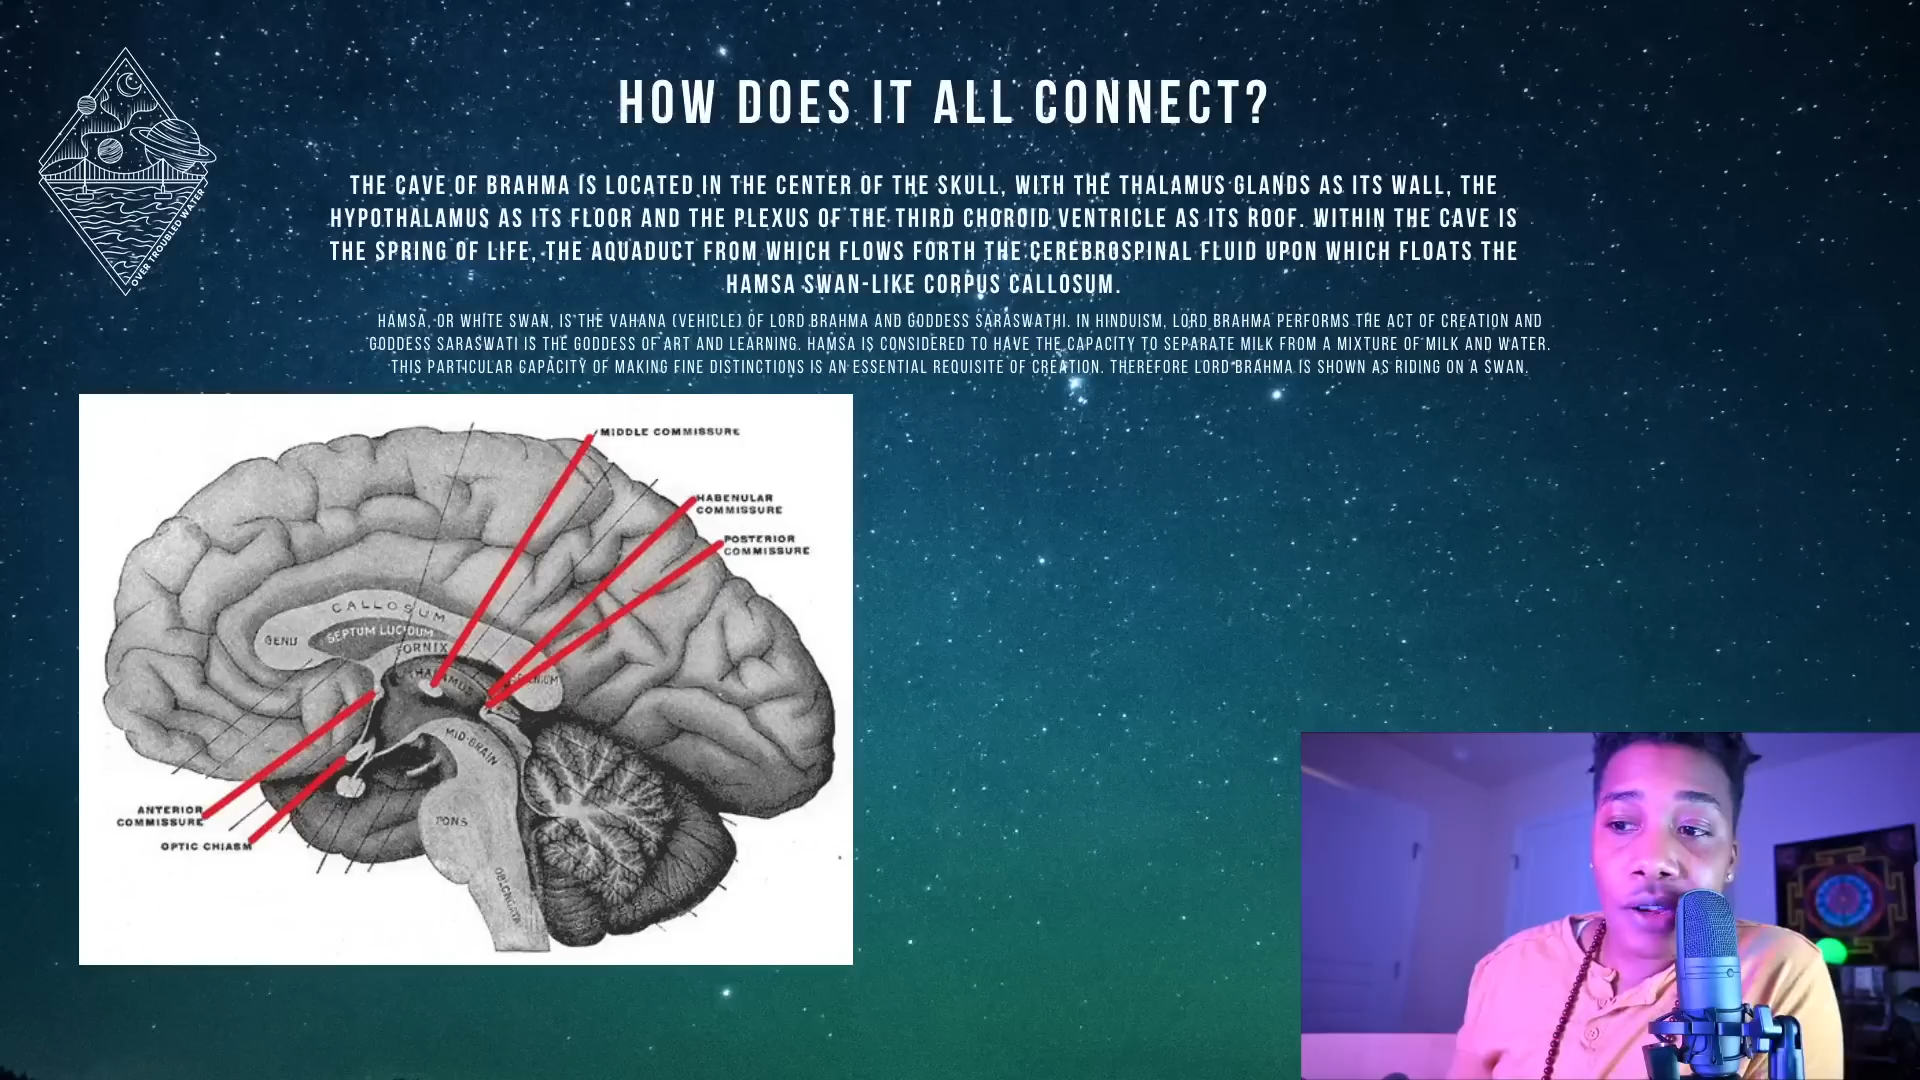 HOW DOES IT ALL CONNECT?
THE CAVE OF BRAHMA IS LOCATED IN THE CENTER OF THE SKULL, WITH THE THALAMUS GLANDS AS ITS WALL, THE
HYPOTHALAMUS AS ITS FLOOR AND THE PLEXUS OF THE THIRD CHOROID VENTRICLE AS ITS ROOF. WITHIN THE CAVE IS
THE SPRING OF LIFE, THE AQUADUCT FROM WHICH FLOWS FORTH THE CEREBROSPINAL FLUID UPON WHICH FLOATS THE
HAMSA SWAN-LIKE CORPUS CALLOSUM.
HAMSA, OR WHITE SWAN, IS THE VAHANA (VEHICLE) OF LORD BRAHMA AND GODDESS SARASWATHI. IN HINDUISM, LORD BRAHMA PERFORMS THE ACT OF CREATION AND
GODDESS SARASWATI IS THE GODDESS OF ART AND LEARNING. HAMSA IS CONSIDERED TO HAVE THE CAPACITY TO SEPARATE MILK FROM A MIXTURE OF MILK AND WATER.
THIS PARTICULAR CAPACITY OF MAKING FINE DISTINCTIONS IS AN ESSENTIAL REQUISITE OF CREATION. THEREFORE LORD BRAHMA IS SHOWN AS RIDING ON A SWAN.
OVER TROUBLED WATER
MIDDLE COMMISSURE
HABENULAR
COMMISSURE
POSTERIOR
COMMISSURE
CALLOSUM
GENU
SEPTUM LUCIDUM
FORNIX
THALAMUS
MID-BRAIN
PONS
OBLONGATA
ANTERIOR
COMMISSURE
OPTIC CHIASM